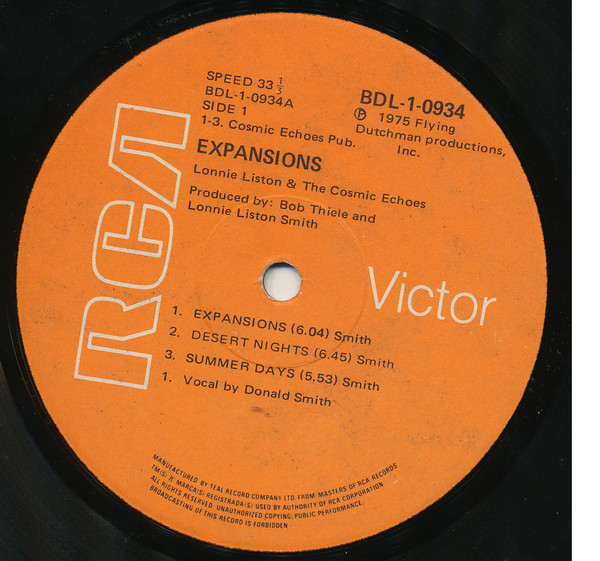 RCA
SPEED 33 1/3
BDL-1-0934A
SIDE 1
1-3. Cosmic Echoes Pub.
BDL-1-0934
℗ 1975 Flying
Dutchman productions,
Inc.
EXPANSIONS
Lonnie Liston & The Cosmic Echoes
Produced by: Bob Thiele and
Lonnie Liston Smith
Victor
1. EXPANSIONS (6.04) Smith
2. DESERT NIGHTS (6.45) Smith
3. SUMMER DAYS (5.53) Smith
1. Vocal by Donald Smith
MANUFACTURED BY TEAL RECORD COMPANY LTD. FROM MASTERS OF RCA RECORDS
TM(S) & MARCA(S) REGISTRADA(S) USED BY AUTHORITY OF RCA CORPORATION
ALL RIGHTS RESERVED. UNAUTHORIZED COPYING, PUBLIC PERFORMANCE,
BROADCASTING OF THIS RECORD IS FORBIDDEN